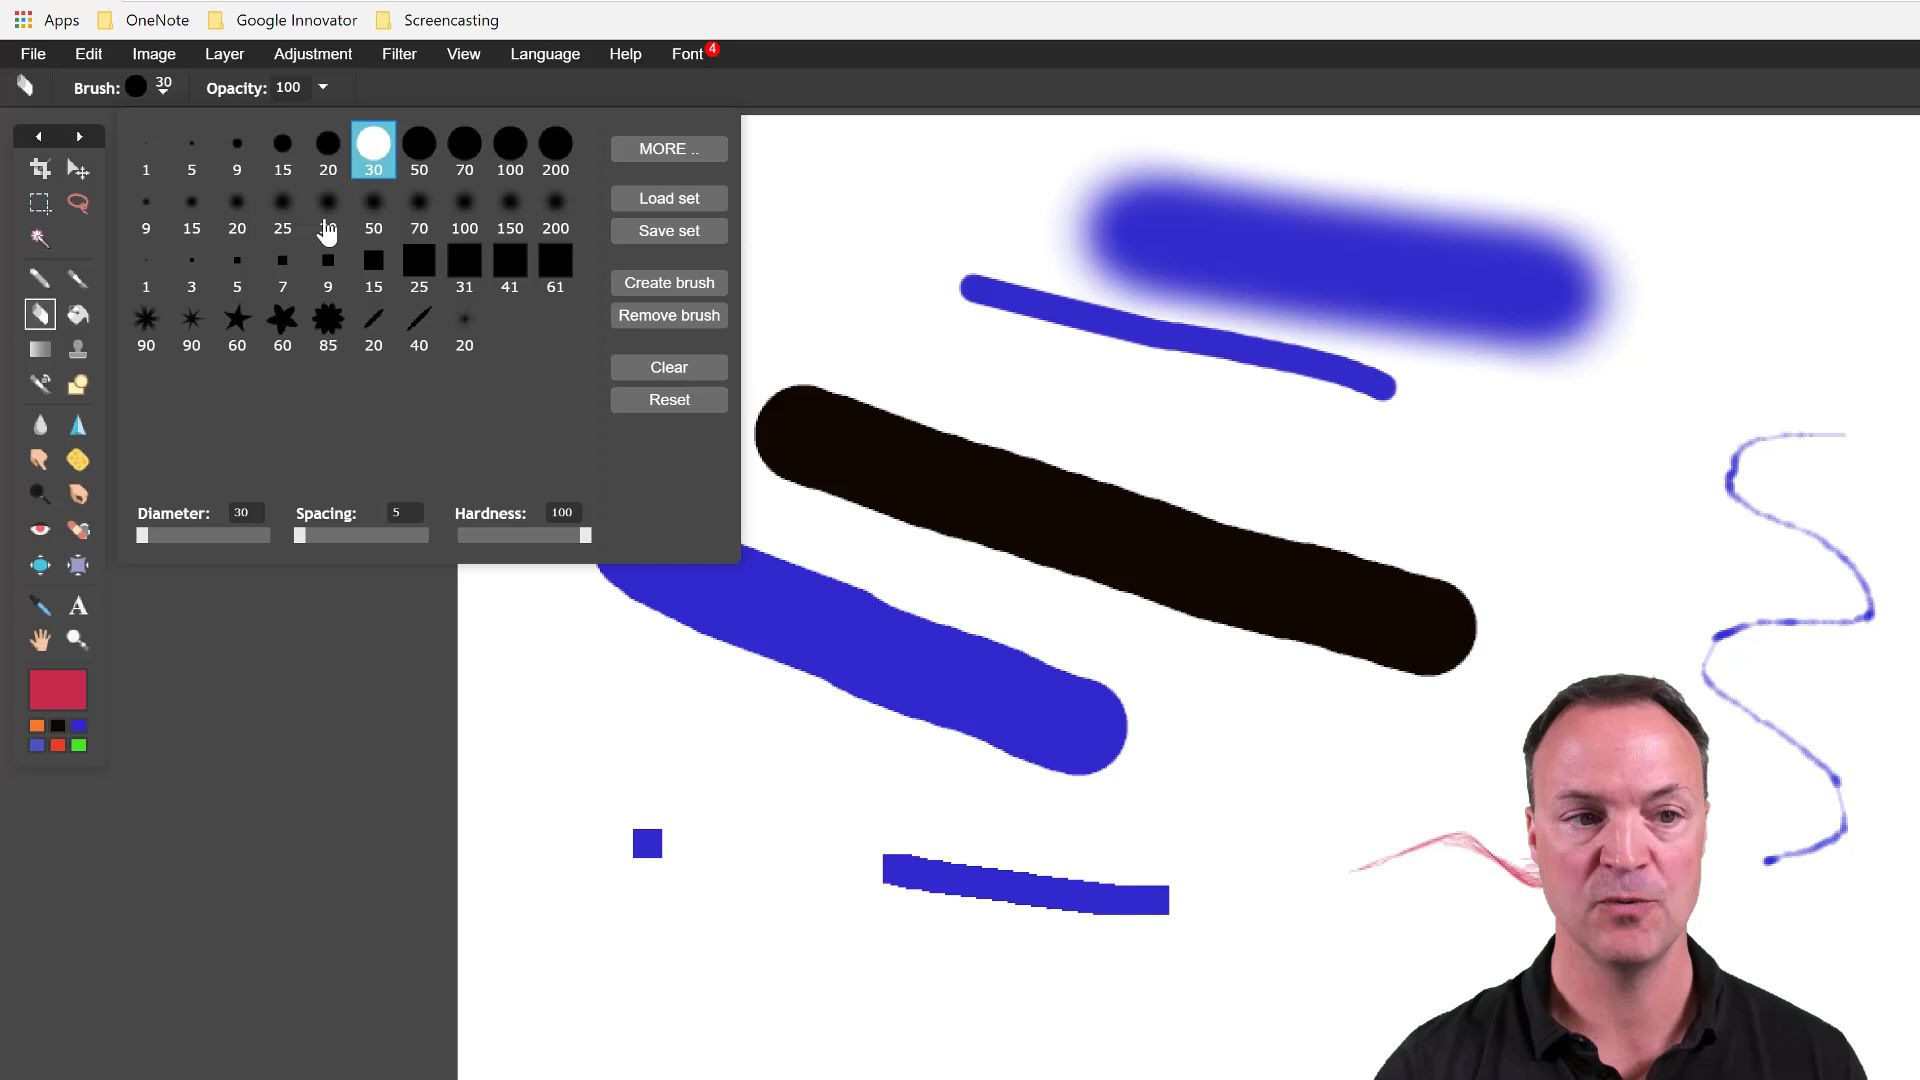 Apps OneNote Google Innovator Screencasting
File Edit Image Layer Adjustment Filter View Language Help Font 4
Brush: 30 Opacity: 100
1 5 9 15 20 30 50 70 100 200
MORE ..
Load set
9 15 20 25 50 70 100 150 200
Save set
1 3 5 7 9 15 25 31 41 61
Create brush
Remove brush
90 90 60 60 85 20 40 20
Clear
Reset
Diameter: 30 Spacing: 5 Hardness: 100
A